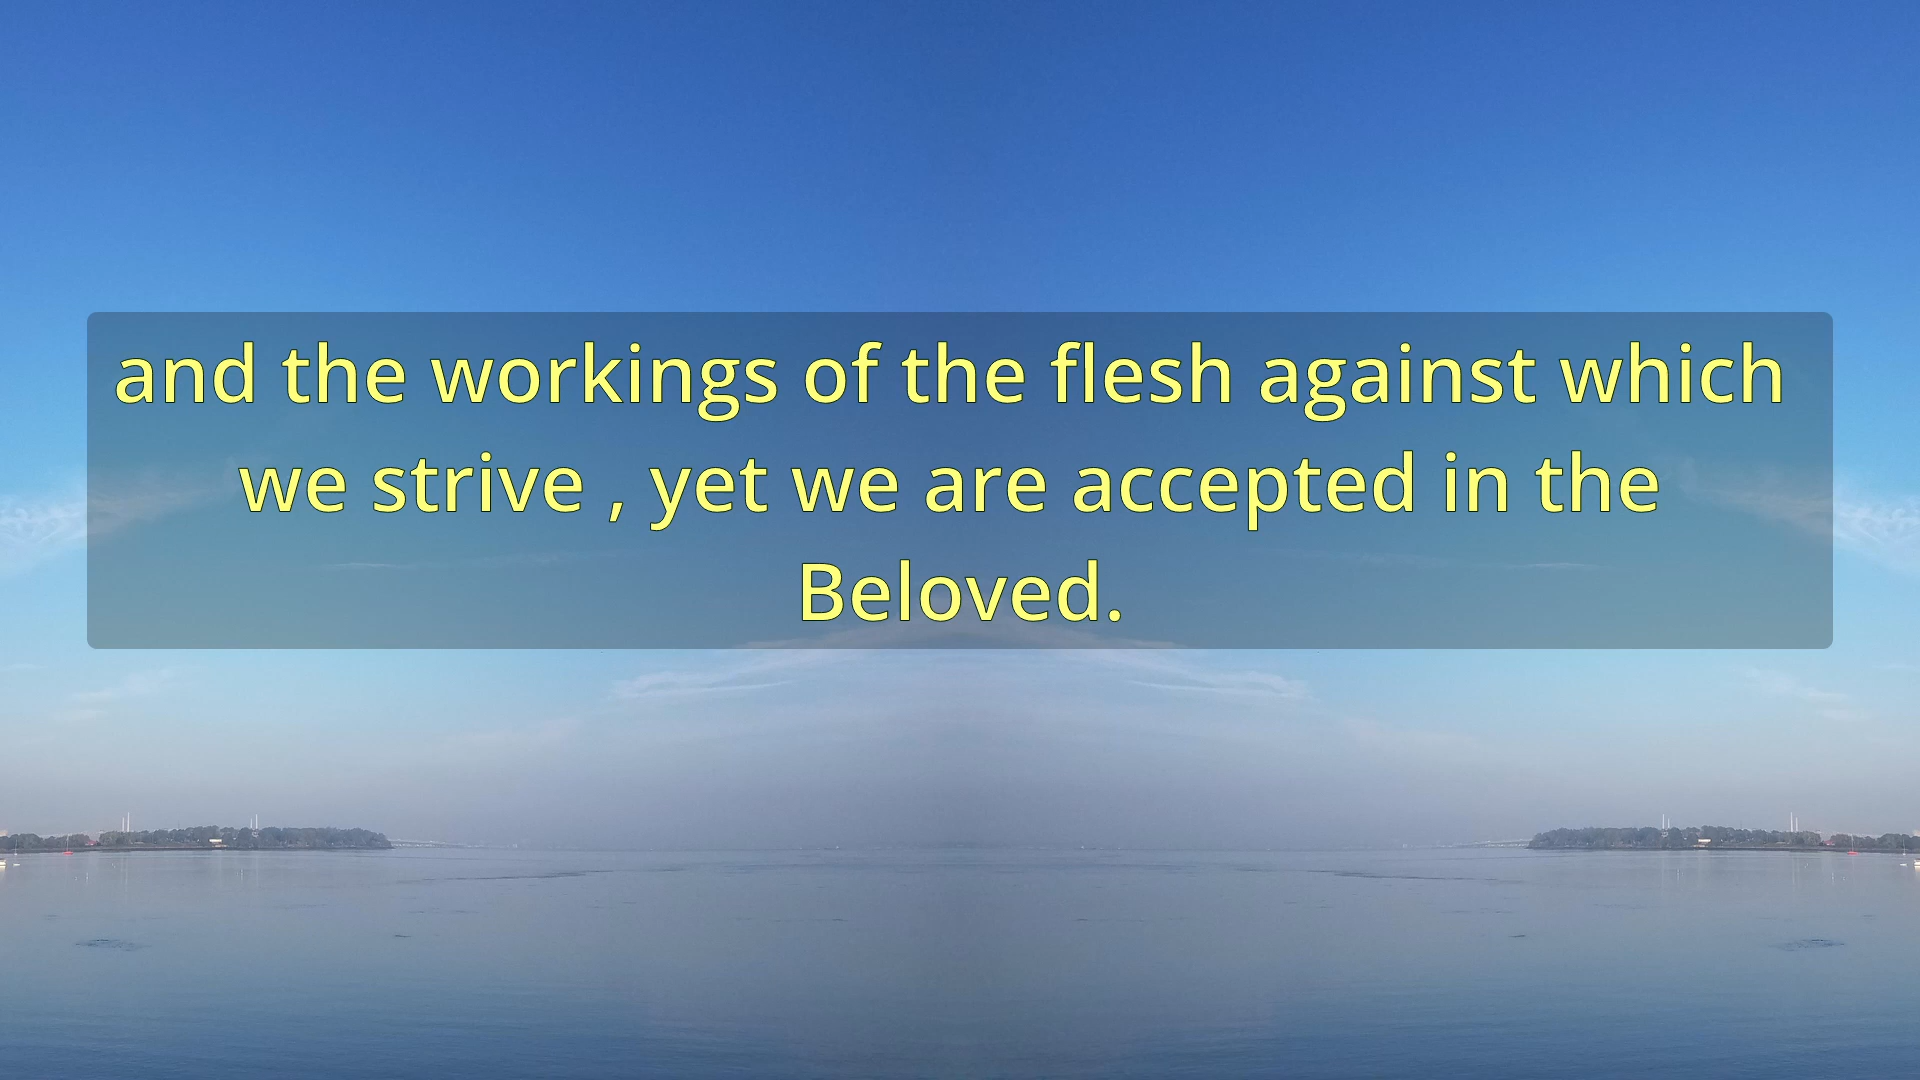 and the workings of the flesh against which
we strive , yet we are accepted in the
Beloved.